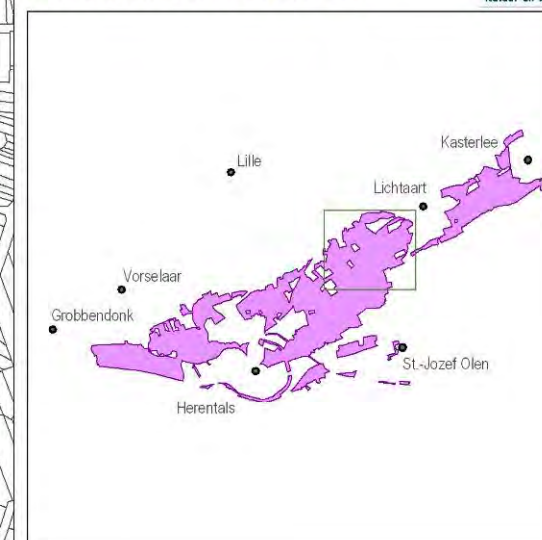 Kasterlee
Lille
Lichtaart
Vorselaar
Grobbendonk
St.-Jozef Olen
Herentals